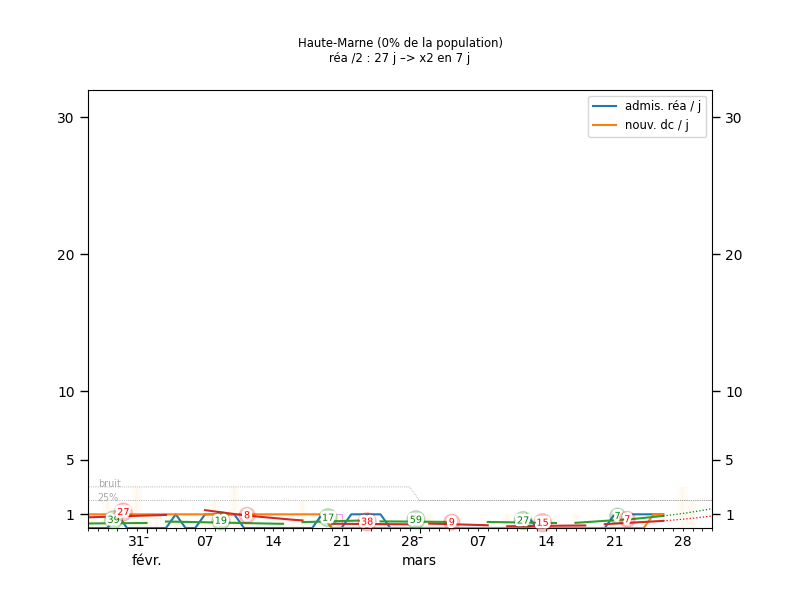 Haute-Marne (0% de la population)
réa /2 : 27 j –> x2 en 7 j
admis. réa / j
nouv. dc / j
30 30
20 20
10 10
5 5
bruit
25%
1 1
39 27 19 8 17 38 59 9 27 15 7 7
31 07 14 21 28 07 14 21 28
févr. mars